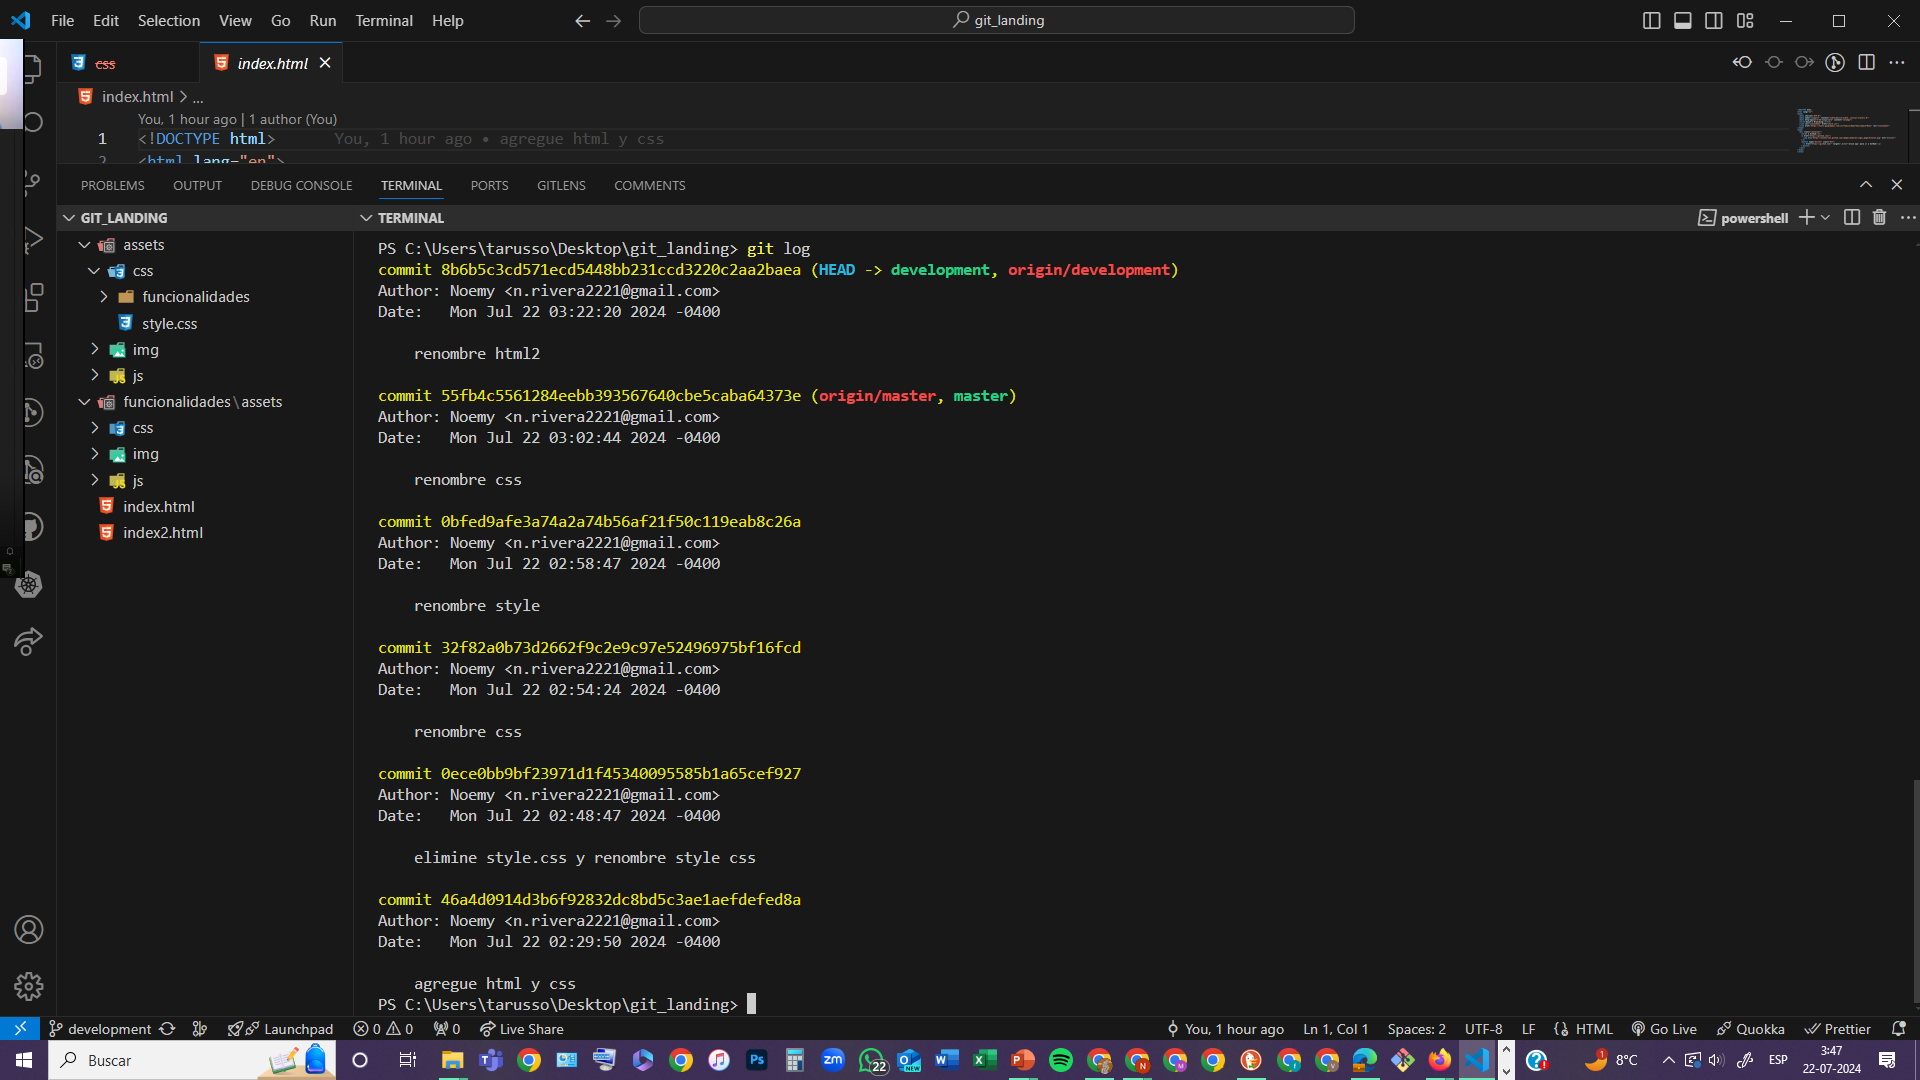 File Edit Selection View Go Run Terminal Help
git_landing
css
index.html
index.html > ...
You, 1 hour ago | 1 author (You)
1 <!DOCTYPE html> You, 1 hour ago • agregue html y css
2 <html lang="en">
PROBLEMS OUTPUT DEBUG CONSOLE TERMINAL PORTS GITLENS COMMENTS
GIT_LANDING
TERMINAL
powershell
assets
css
funcionalidades
style.css
img
js
funcionalidades\assets
css
img
js
index.html
index2.html
PS C:\Users\tarusso\Desktop\git_landing> git log
commit 8b6b5c3cd571ecd5448bb231ccd3220c2aa2baea (HEAD -> development, origin/development)
Author: Noemy <n.rivera2221@gmail.com>
Date:   Mon Jul 22 03:22:20 2024 -0400
renombre html2
commit 55fb4c5561284eebb393567640cbe5caba64373e (origin/master, master)
Author: Noemy <n.rivera2221@gmail.com>
Date:   Mon Jul 22 03:02:44 2024 -0400
renombre css
commit 0bfed9afe3a74a2a74b56af21f50c119eab8c26a
Author: Noemy <n.rivera2221@gmail.com>
Date:   Mon Jul 22 02:58:47 2024 -0400
renombre style
commit 32f82a0b73d2662f9c2e9c97e52496975bf16fcd
Author: Noemy <n.rivera2221@gmail.com>
Date:   Mon Jul 22 02:54:24 2024 -0400
renombre css
commit 0ece0bb9bf23971d1f45340095585b1a65cef927
Author: Noemy <n.rivera2221@gmail.com>
Date:   Mon Jul 22 02:48:47 2024 -0400
elimine style.css y renombre style css
commit 46a4d0914d3b6f92832dc8bd5c3ae1aefdefed8a
Author: Noemy <n.rivera2221@gmail.com>
Date:   Mon Jul 22 02:29:50 2024 -0400
agregue html y css
PS C:\Users\tarusso\Desktop\git_landing>
development Launchpad 0 0 0 Live Share You, 1 hour ago Ln 1, Col 1 Spaces: 2 UTF-8 LF HTML Go Live Quokka Prettier
Buscar
22
8°C
ESP
3:47
22-07-2024